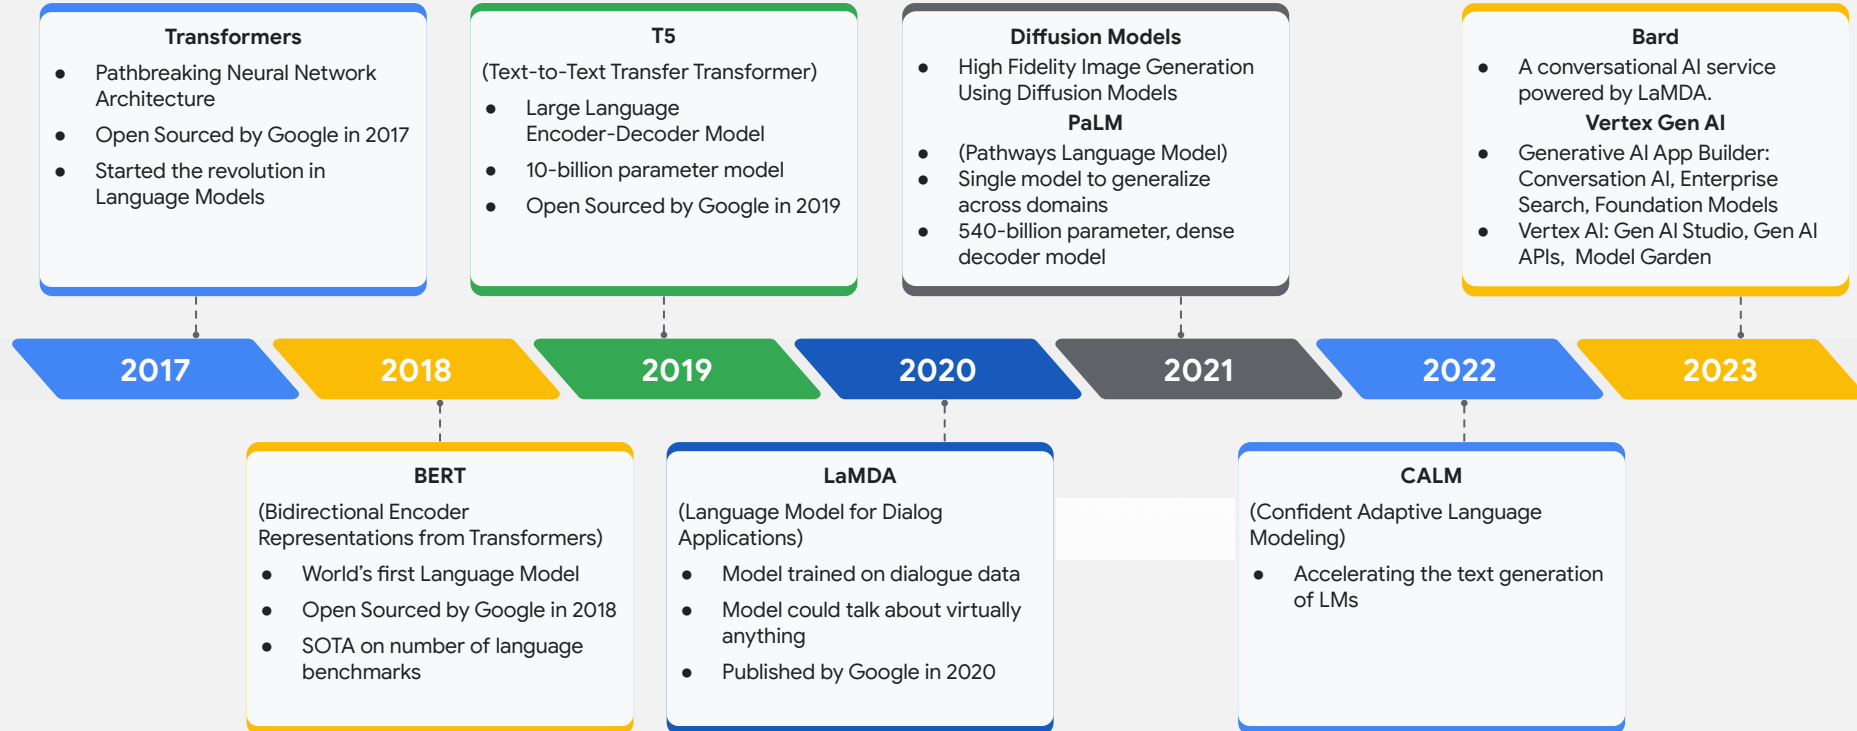 Transformers
● Pathbreaking Neural Network
Architecture
● Open Sourced by Google in 2017
● Started the revolution in
Language Models
T5
(Text-to-Text Transfer Transformer)
● Large Language
Encoder-Decoder Model
● 10-billion parameter model
● Open Sourced by Google in 2019
Diffusion Models
● High Fidelity Image Generation
Using Diffusion Models
PaLM
● (Pathways Language Model)
● Single model to generalize
across domains
● 540-billion parameter, dense
decoder model
Bard
● A conversational AI service
powered by LaMDA.
Vertex Gen AI
● Generative AI App Builder:
Conversation AI, Enterprise
Search, Foundation Models
● Vertex AI: Gen AI Studio, Gen AI
APIs, Model Garden
2017
2018
2019
2020
2021
2022
2023
BERT
(Bidirectional Encoder
Representations from Transformers)
● World's first Language Model
● Open Sourced by Google in 2018
● SOTA on number of language
benchmarks
LaMDA
(Language Model for Dialog
Applications)
● Model trained on dialogue data
● Model could talk about virtually
anything
● Published by Google in 2020
CALM
(Confident Adaptive Language
Modeling)
● Accelerating the text generation
of LMs